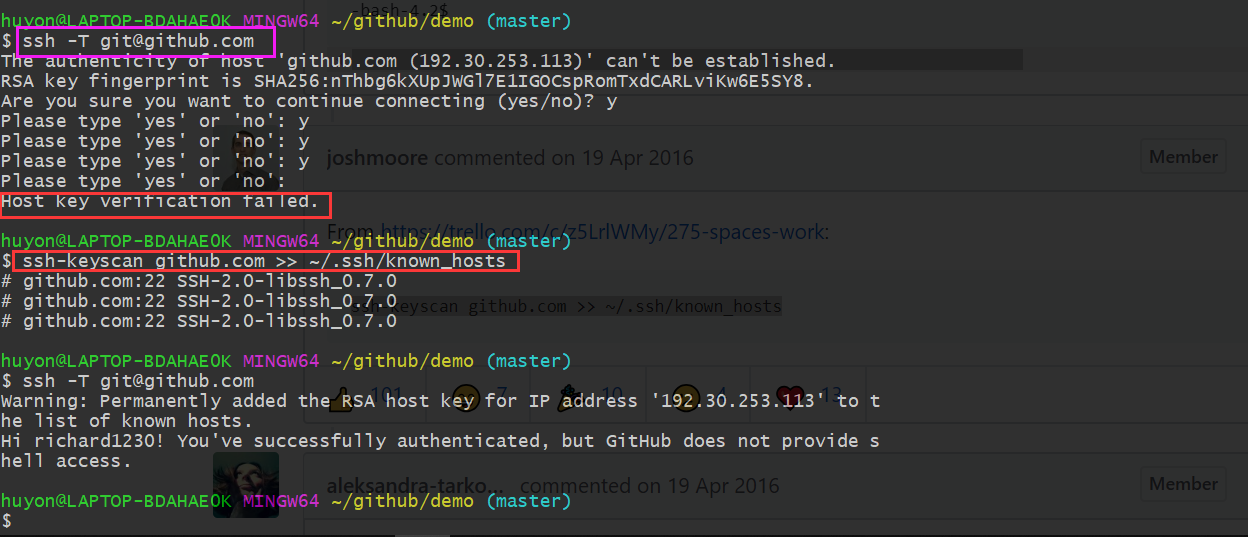 -bash-4.2$
huyon@LAPTOP-BDAHAEOK MINGW64 ~/github/demo (master)
$ ssh -T git@github.com
The authenticity of host 'github.com (192.30.253.113)' can't be established.
RSA key fingerprint is SHA256:nThbg6kXUpJWGl7E1IGOCspRomTxdCARLviKw6E5SY8.
Are you sure you want to continue connecting (yes/no)? y
Please type 'yes' or 'no': y
Please type 'yes' or 'no': y
joshmoore commented on 19 Apr 2016 Member
Please type 'yes' or 'no': y
Please type 'yes' or 'no':
Host key verification failed.
From https://trello.com/c/z5LrlWMy/275-spaces-work:
huyon@LAPTOP-BDAHAEOK MINGW64 ~/github/demo (master)
$ ssh-keyscan github.com >> ~/.ssh/known_hosts
# github.com:22 SSH-2.0-libssh_0.7.0
# github.com:22 SSH-2.0-libssh_0.7.0
ssh-keyscan github.com >> ~/.ssh/known_hosts
# github.com:22 SSH-2.0-libssh_0.7.0
huyon@LAPTOP-BDAHAEOK MINGW64 ~/github/demo (master)
$ ssh -T git@github.com
101 7 10 4 13
Warning: Permanently added the RSA host key for IP address '192.30.253.113' to t
he list of known hosts.
Hi richard1230! You've successfully authenticated, but GitHub does not provide s
hell access.
aleksandra-tarko... commented on 19 Apr 2016 Member
huyon@LAPTOP-BDAHAEOK MINGW64 ~/github/demo (master)
$